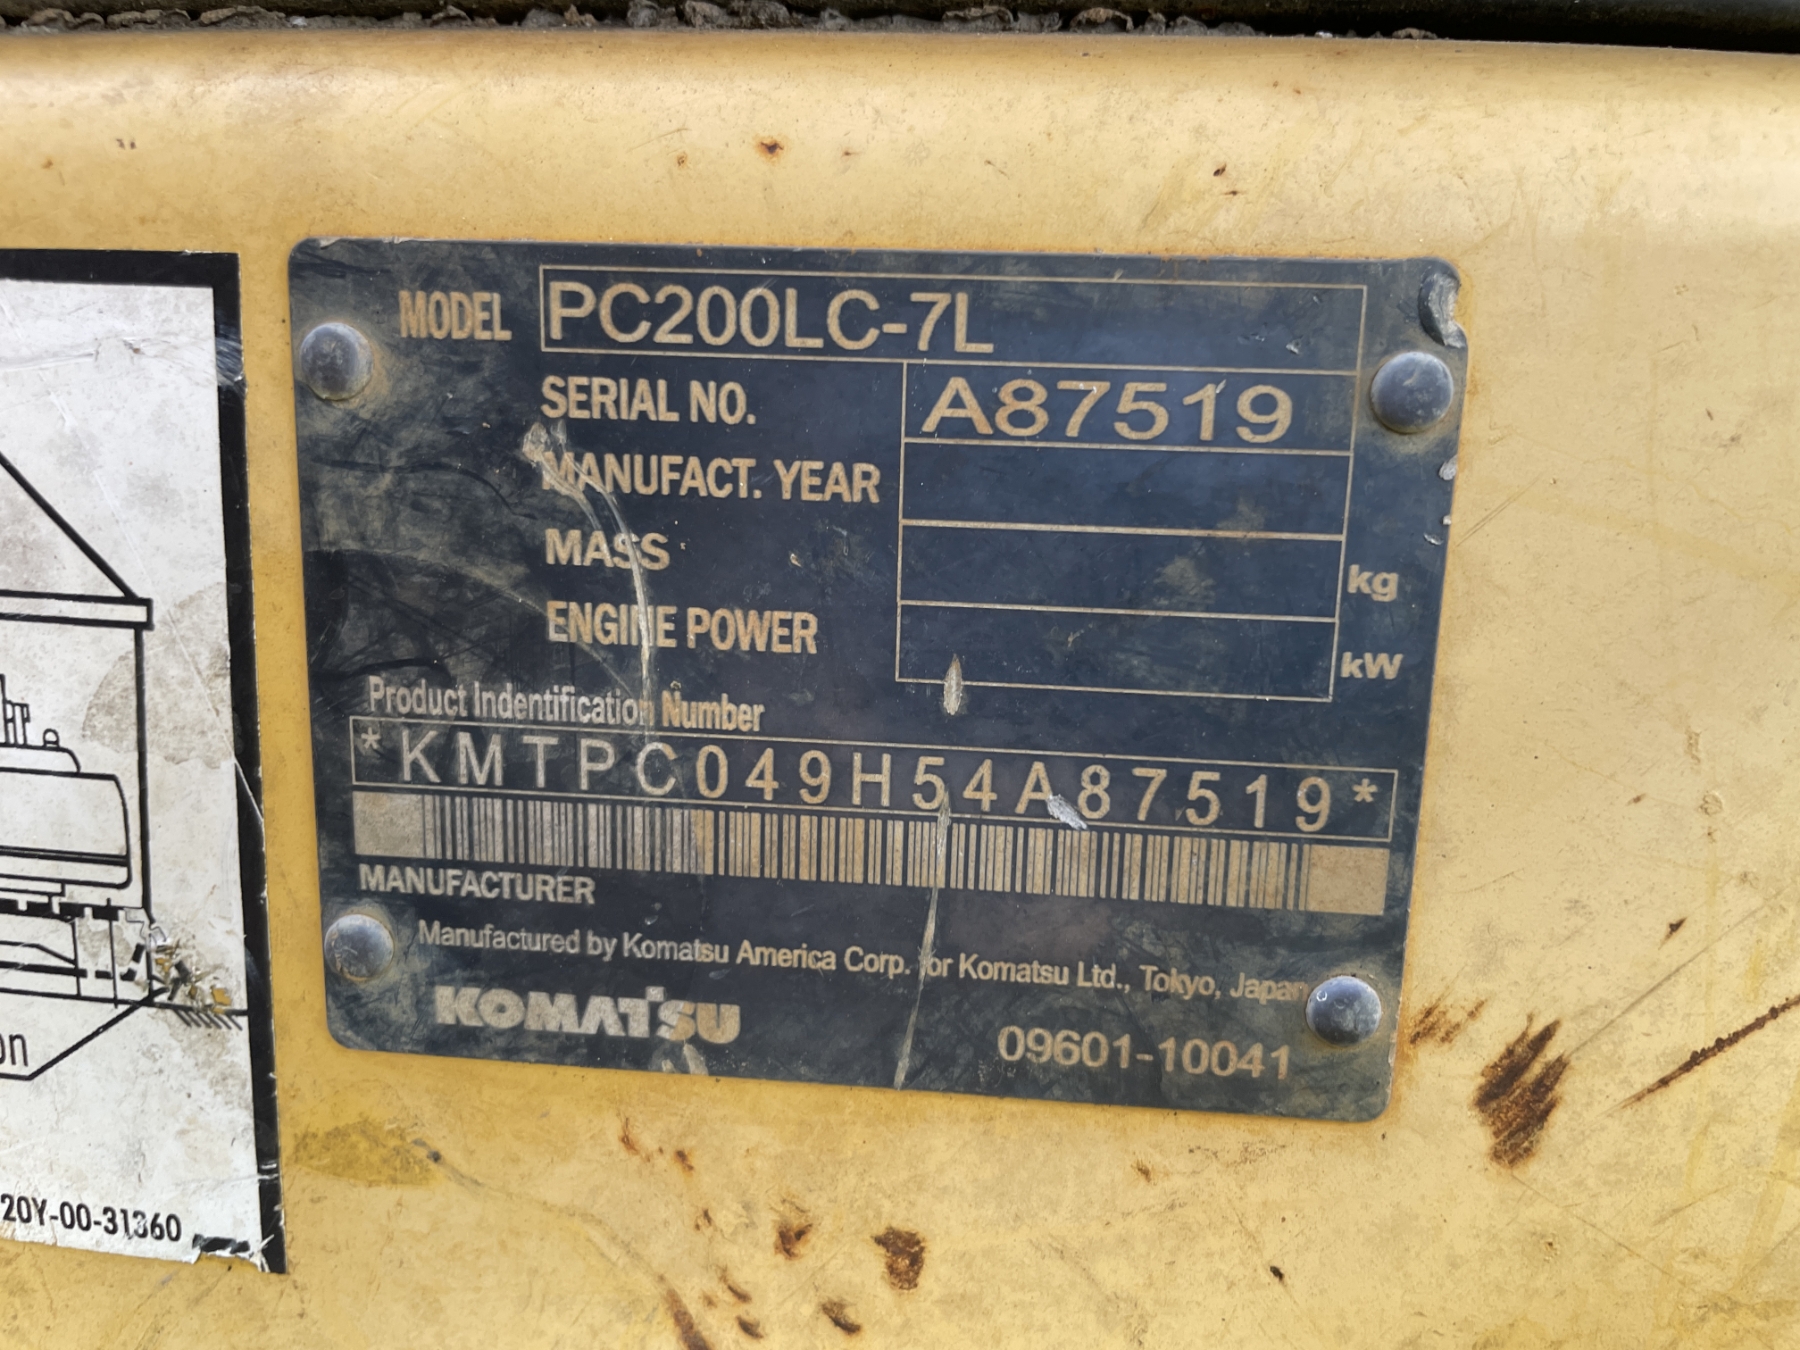 MODEL PC200LC-7L
SERIAL NO. A87519
MANUFACT. YEAR
MASS kg
ENGINE POWER kW
Product Indentification Number
*KMTPC049H54A87519*
MANUFACTURER
Manufactured by Komatsu America Corp. for Komatsu Ltd., Tokyo, Japan
KOMATSU
09601-10041
20Y-00-31360